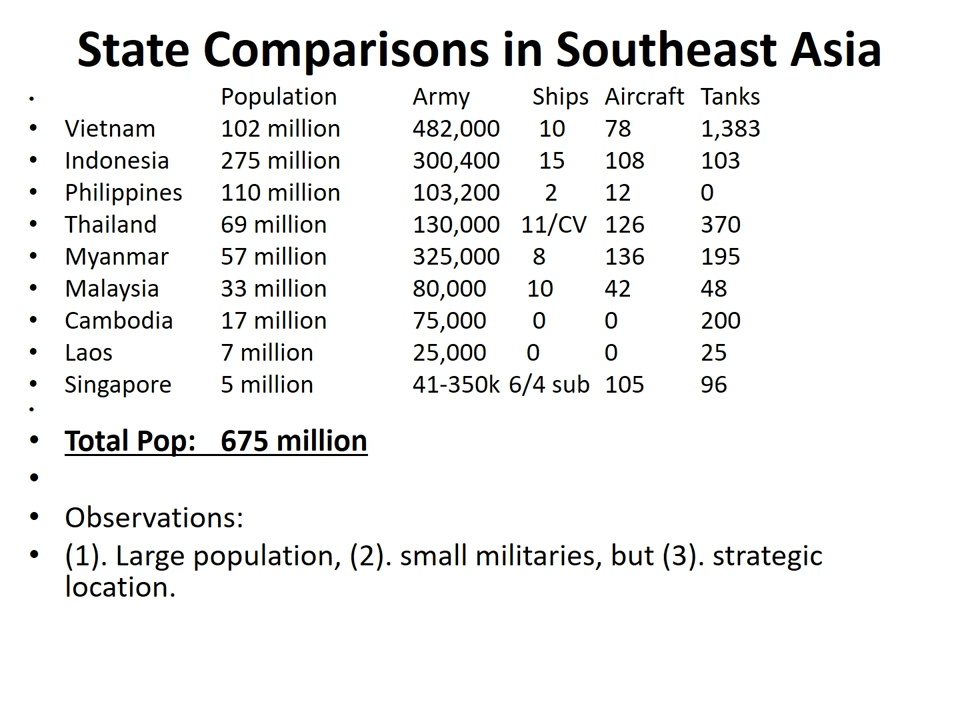 State Comparisons in Southeast Asia
• Population Army Ships Aircraft Tanks
• Vietnam 102 million 482,000 10 78 1,383
• Indonesia 275 million 300,400 15 108 103
• Philippines 110 million 103,200 2 12 0
• Thailand 69 million 130,000 11/CV 126 370
• Myanmar 57 million 325,000 8 136 195
• Malaysia 33 million 80,000 10 42 48
• Cambodia 17 million 75,000 0 0 200
• Laos 7 million 25,000 0 0 25
• Singapore 5 million 41-350k 6/4 sub 105 96
•
• Total Pop: 675 million
•
• Observations:
• (1). Large population, (2). small militaries, but (3). strategic
location.